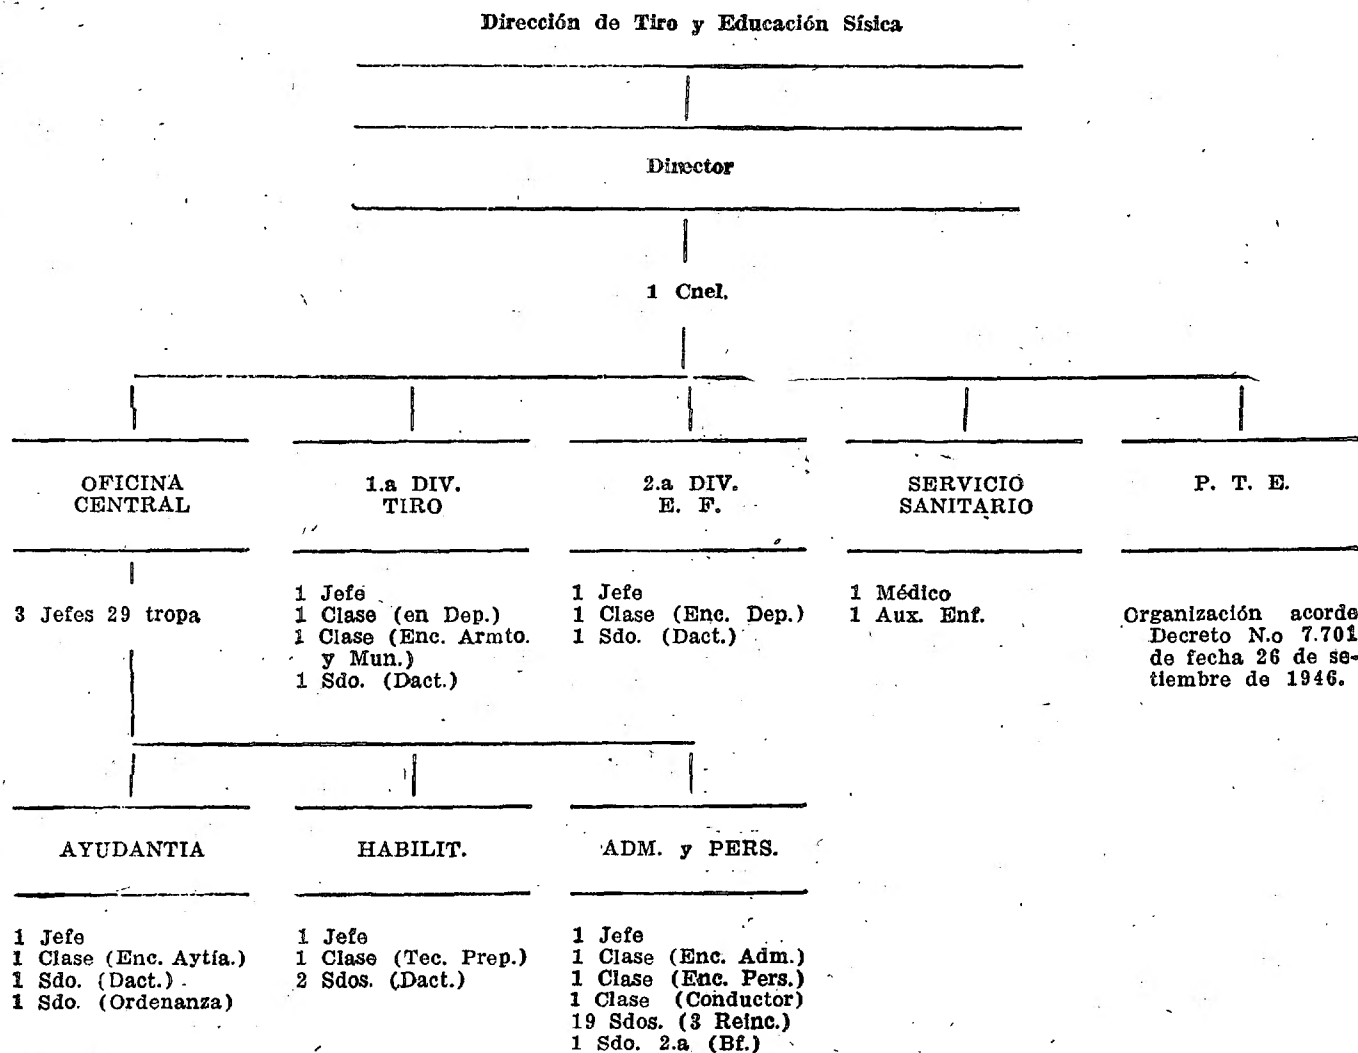 Dirección de Tiro y Educación Sísica
Director
1 Cnel.
OFICINA
CENTRAL
3 Jefes 29 tropa
1.a DIV.
TIRO
1 Jefe
1 Clase (en Dep.)
1 Clase (Enc. Armto.
y Mun.)
1 Sdo. (Dact.)
2.a DIV.
E. F.
1 Jefe
1 Clase (Enc. Dep.)
1 Sdo. (Dact.)
SERVICIO
SANITARIO
1 Médico
1 Aux. Enf.
P. T. E.
Organización acorde
Decreto N.o 7.701
de fecha 26 de se-
tiembre de 1946.
AYUDANTIA
1 Jefe
1 Clase (Enc. Aytía.)
1 Sdo. (Dact.)
1 Sdo. (Ordenanza)
HABILIT.
1 Jefe
1 Clase (Tec. Prep.)
2 Sdos. (Dact.)
ADM. y PERS.
1 Jefe
1 Clase (Enc. Adm.)
1 Clase (Enc. Pers.)
1 Clase (Conductor)
19 Sdos. (3 Reinc.)
1 Sdo. 2.a (Bf.)